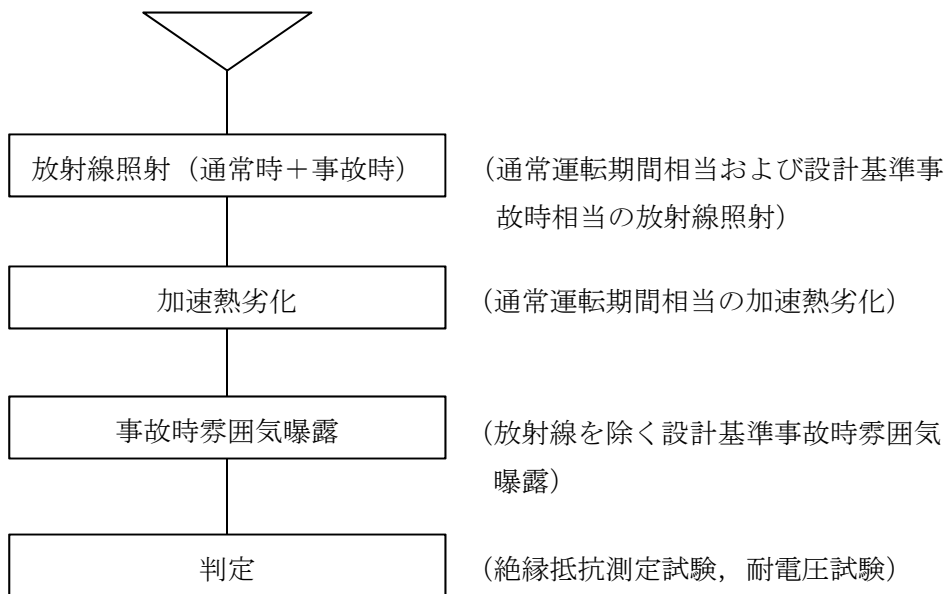 放射線照射（通常時＋事故時）
（通常運転期間相当および設計基準事
故時相当の放射線照射）
加速熱劣化
（通常運転期間相当の加速熱劣化）
事故時雰囲気曝露
（放射線を除く設計基準事故時雰囲気
曝露）
判定
（絶縁抵抗測定試験，耐電圧試験）